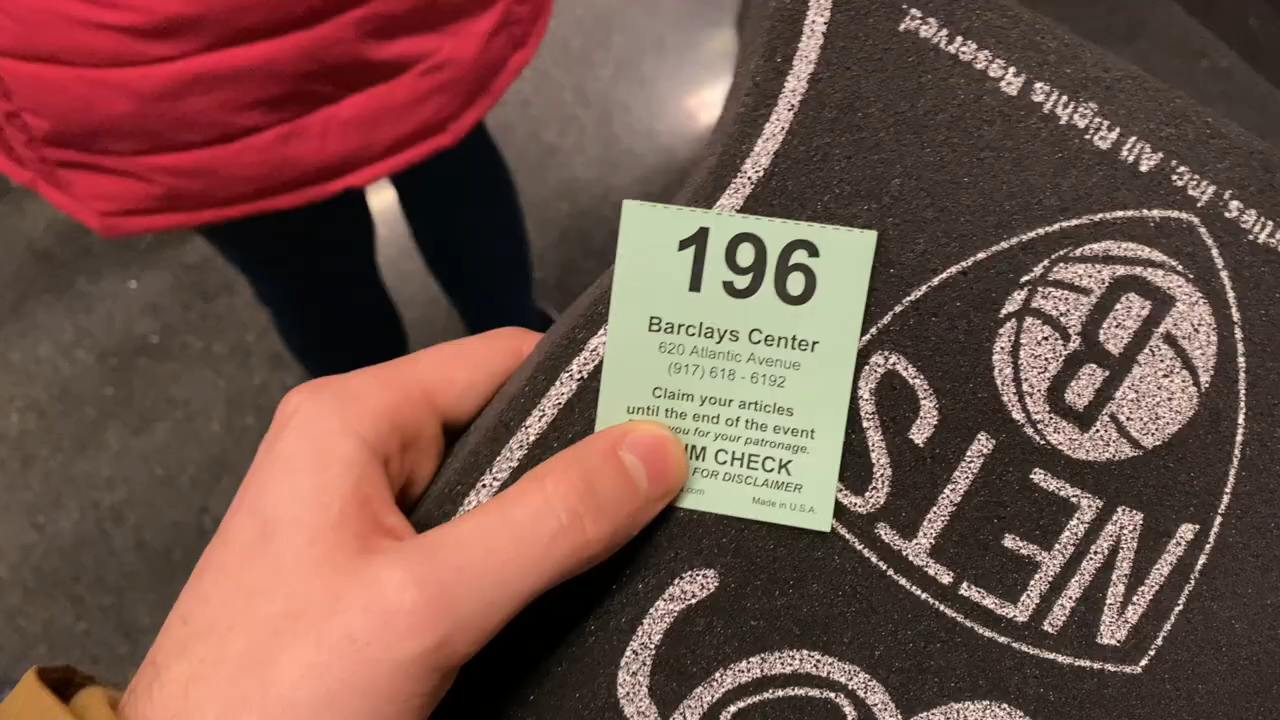 196
Barclays Center
620 Atlantic Avenue
(917) 618 - 6192
Claim your articles
until the end of the event
you for your patronage.
CHECK
FOR DISCLAIMER
.com
Made in U.S.A.
Inc. All Rights Reserved
B
NETS